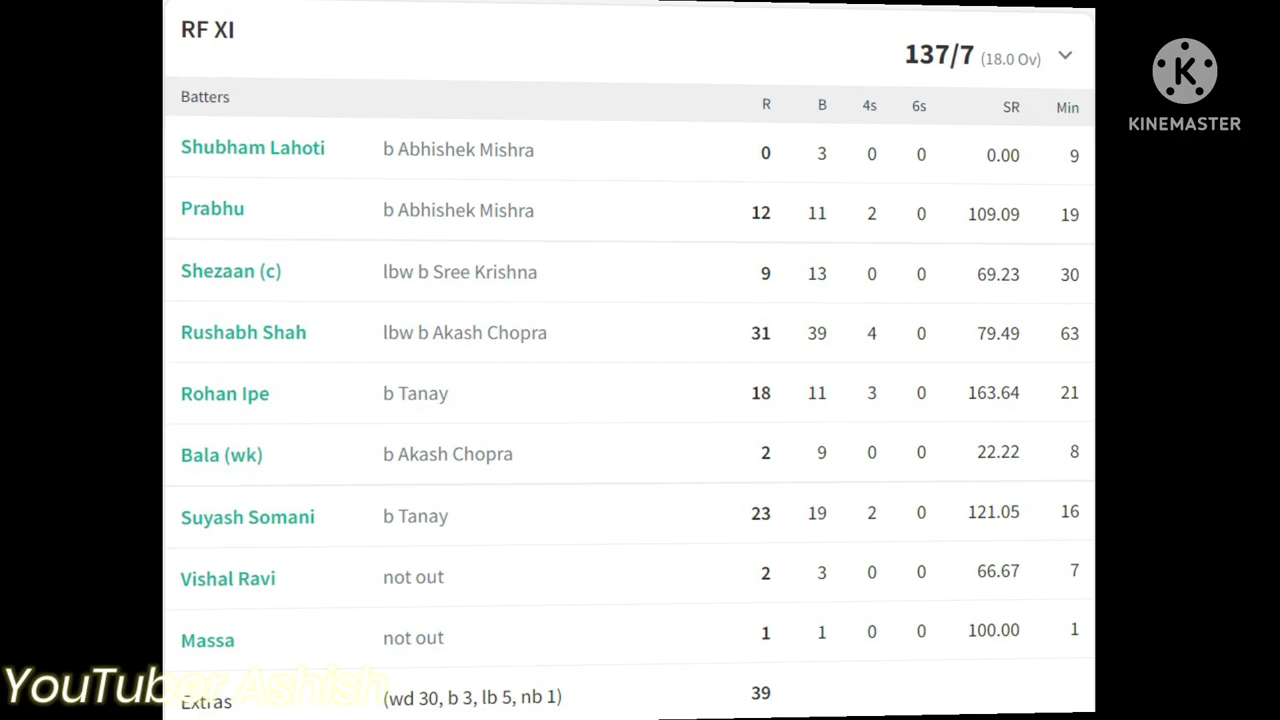 RF XI
137/7 (18.0 Ov)
Batters R B 4s 6s SR Min
Shubham Lahoti b Abhishek Mishra 0 3 0 0 0.00 9
Prabhu b Abhishek Mishra 12 11 2 0 109.09 19
Shezaan (c) lbw b Sree Krishna 9 13 0 0 69.23 30
Rushabh Shah lbw b Akash Chopra 31 39 4 0 79.49 63
Rohan Ipe b Tanay 18 11 3 0 163.64 21
Bala (wk) b Akash Chopra 2 9 0 0 22.22 8
Suyash Somani b Tanay 23 19 2 0 121.05 16
Vishal Ravi not out 2 3 0 0 66.67 7
Massa not out 1 1 0 0 100.00 1
Extras (wd 30, b 3, lb 5, nb 1) 39
YouTuber Ashish
K
KINEMASTER